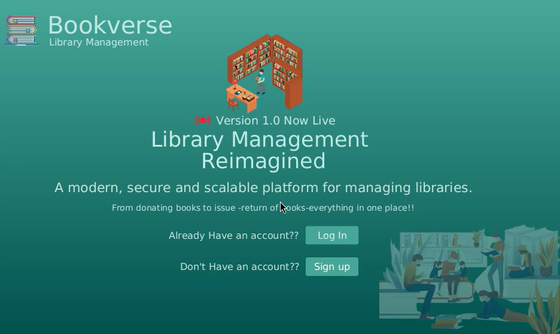 Bookverse
Library Management
Version 1.0 Now Live
Library Management
Reimagined
A modern, secure and scalable platform for managing libraries.
From donating books to issue -return of books-everything in one place!!
Already Have an account?? Log In
Don't Have an account?? Sign up